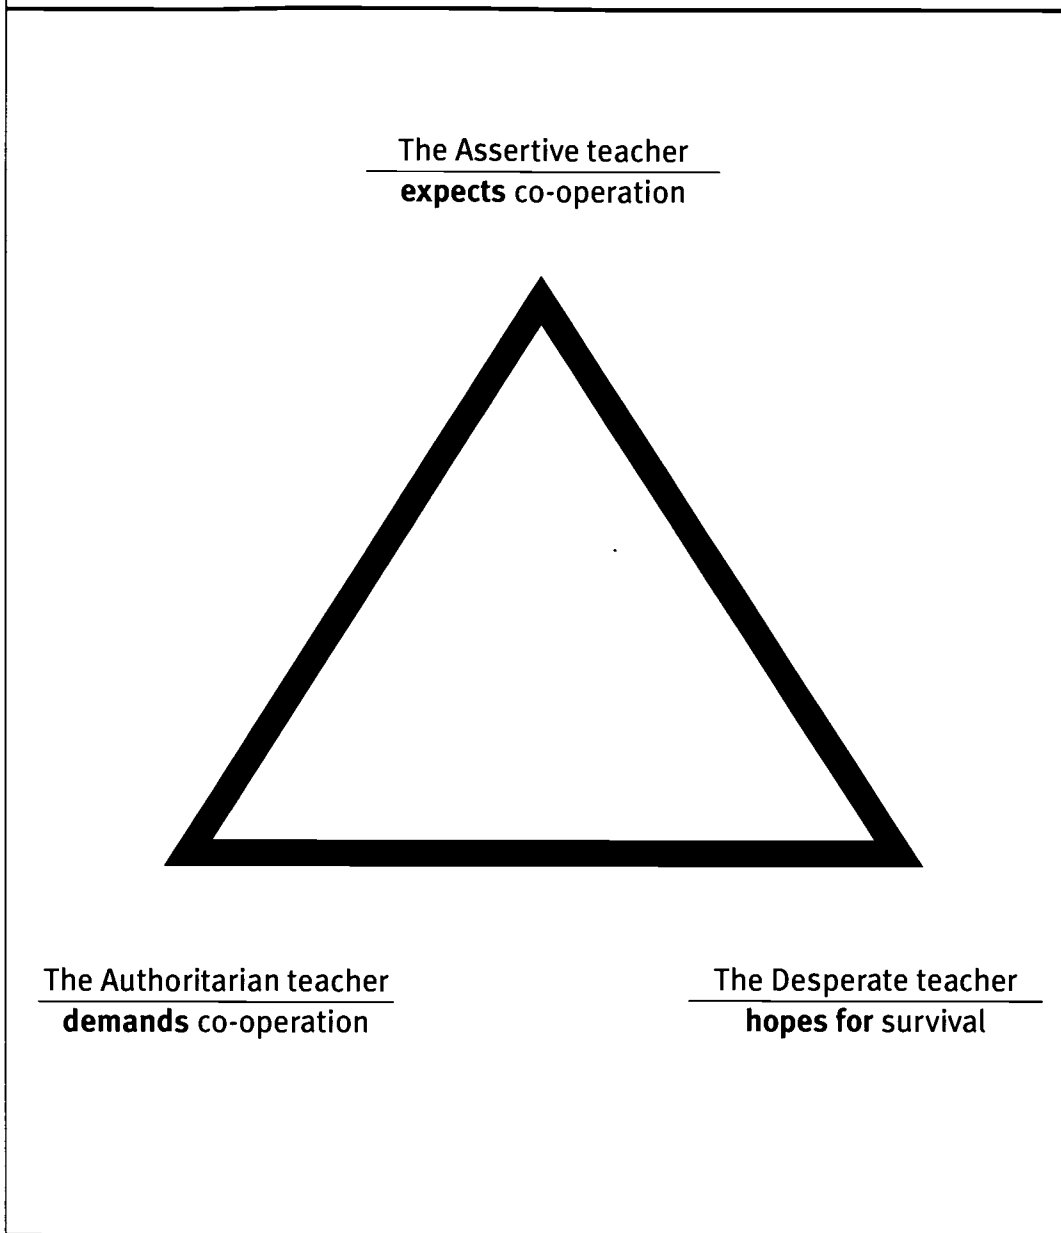 The Assertive teacher
expects co-operation
The Authoritarian teacher
demands co-operation
The Desperate teacher
hopes for survival